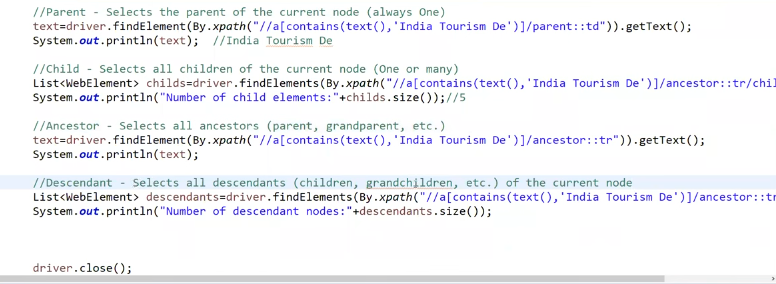 //Parent - Selects the parent of the current node (always One)
text=driver.findElement(By.xpath("//a[contains(text(),'India Tourism De')]/parent::td")).getText();
System.out.println(text);  //India Tourism De
//Child - Selects all children of the current node (One or many)
List<WebElement> childs=driver.findElements(By.xpath("//a[contains(text(),'India Tourism De')]/ancestor::tr/chil
System.out.println("Number of child elements:"+childs.size());//5
//Ancestor - Selects all ancestors (parent, grandparent, etc.)
text=driver.findElement(By.xpath("//a[contains(text(),'India Tourism De')]/ancestor::tr")).getText();
System.out.println(text);
//Descendant - Selects all descendants (children, grandchildren, etc.) of the current node
List<WebElement> descendants=driver.findElements(By.xpath("//a[contains(text(),'India Tourism De')]/ancestor::tr
System.out.println("Number of descendant nodes:"+descendants.size());
driver.close();